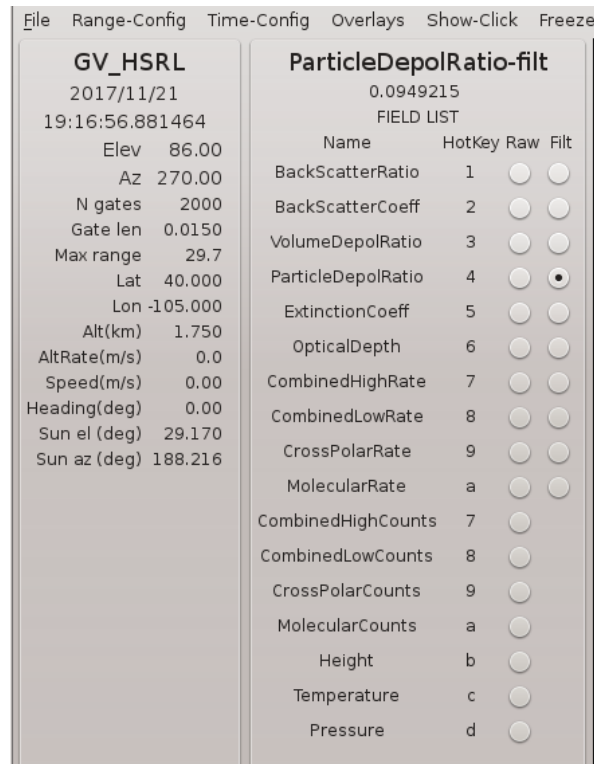 File Range-Config Time-Config Overlays Show-Click Freeze
GV_HSRL
2017/11/21
19:16:56.881464
Elev 86.00
Az 270.00
N gates 2000
Gate len 0.0150
Max range 29.7
Lat 40.000
Lon -105.000
Alt(km) 1.750
AltRate(m/s) 0.0
Speed(m/s) 0.00
Heading(deg) 0.00
Sun el (deg) 29.170
Sun az (deg) 188.216
ParticleDepolRatio-filt
0.0949215
FIELD LIST
Name HotKey Raw Filt
BackScatterRatio 1
BackScatterCoeff 2
VolumeDepolRatio 3
ParticleDepolRatio 4
ExtinctionCoeff 5
OpticalDepth 6
CombinedHighRate 7
CombinedLowRate 8
CrossPolarRate 9
MolecularRate a
CombinedHighCounts 7
CombinedLowCounts 8
CrossPolarCounts 9
MolecularCounts a
Height b
Temperature c
Pressure d